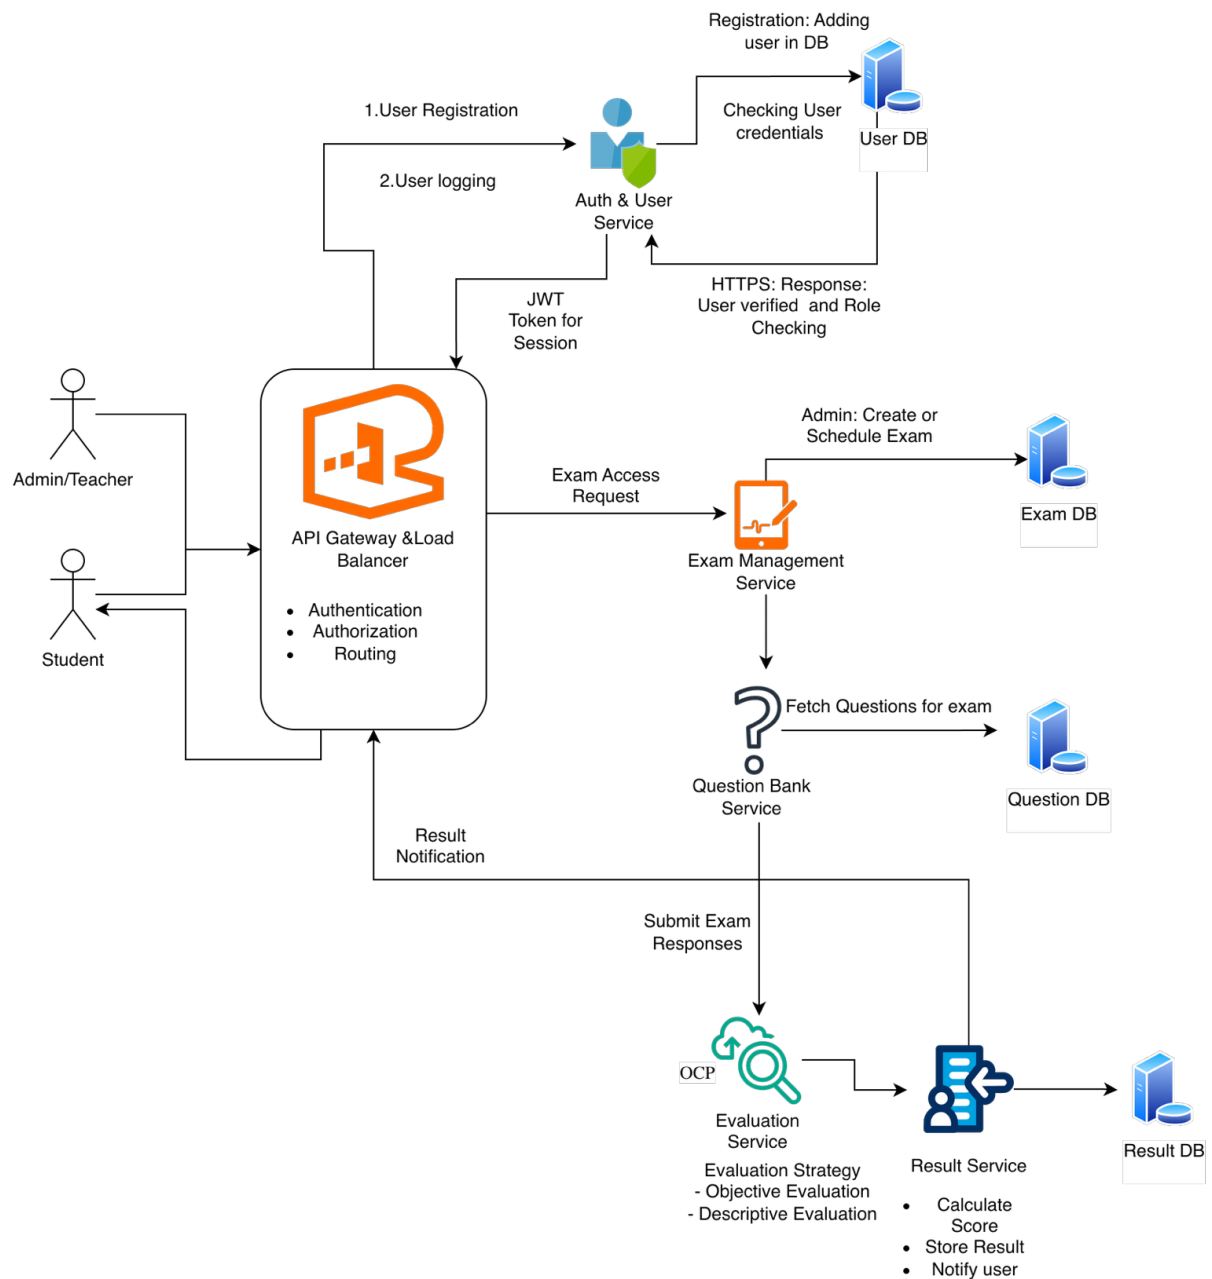 Registration: Adding
user in DB
1.User Registration
Checking User
credentials
User DB
2.User logging
Auth & User
Service
HTTPS: Response:
User verified and Role
Checking
JWT
Token for
Session
Admin/Teacher
Student
API Gateway &Load
Balancer
• Authentication
• Authorization
• Routing
Exam Access
Request
Admin: Create or
Schedule Exam
Exam DB
Exam Management
Service
Fetch Questions for exam
Question DB
Question Bank
Service
Result
Notification
Submit Exam
Responses
OCP
Evaluation
Service
Evaluation Strategy
- Objective Evaluation
- Descriptive Evaluation
Result Service
• Calculate
Score
• Store Result
• Notify user
Result DB